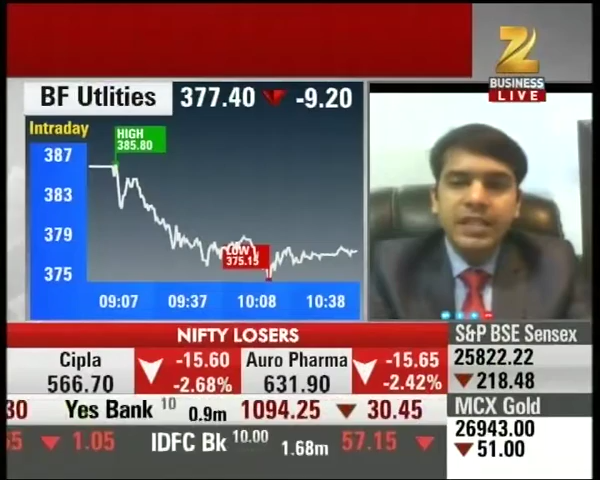 BUSINESS
LIVE
BF Utlities 377.40 -9.20
Intraday
HIGH
385.80
387
383
379
375
LOW
375.15
09:07 09:37 10:08 10:38
NIFTY LOSERS
Cipla -15.60
566.70 -2.68%
Auro Pharma -15.65
631.90 -2.42%
S&P BSE Sensex
25822.22
218.48
MCX Gold
26943.00
51.00
30 Yes Bank 10 0.9m 1094.25 30.45
65 1.05 IDFC Bk 10.00 1.68m 57.15